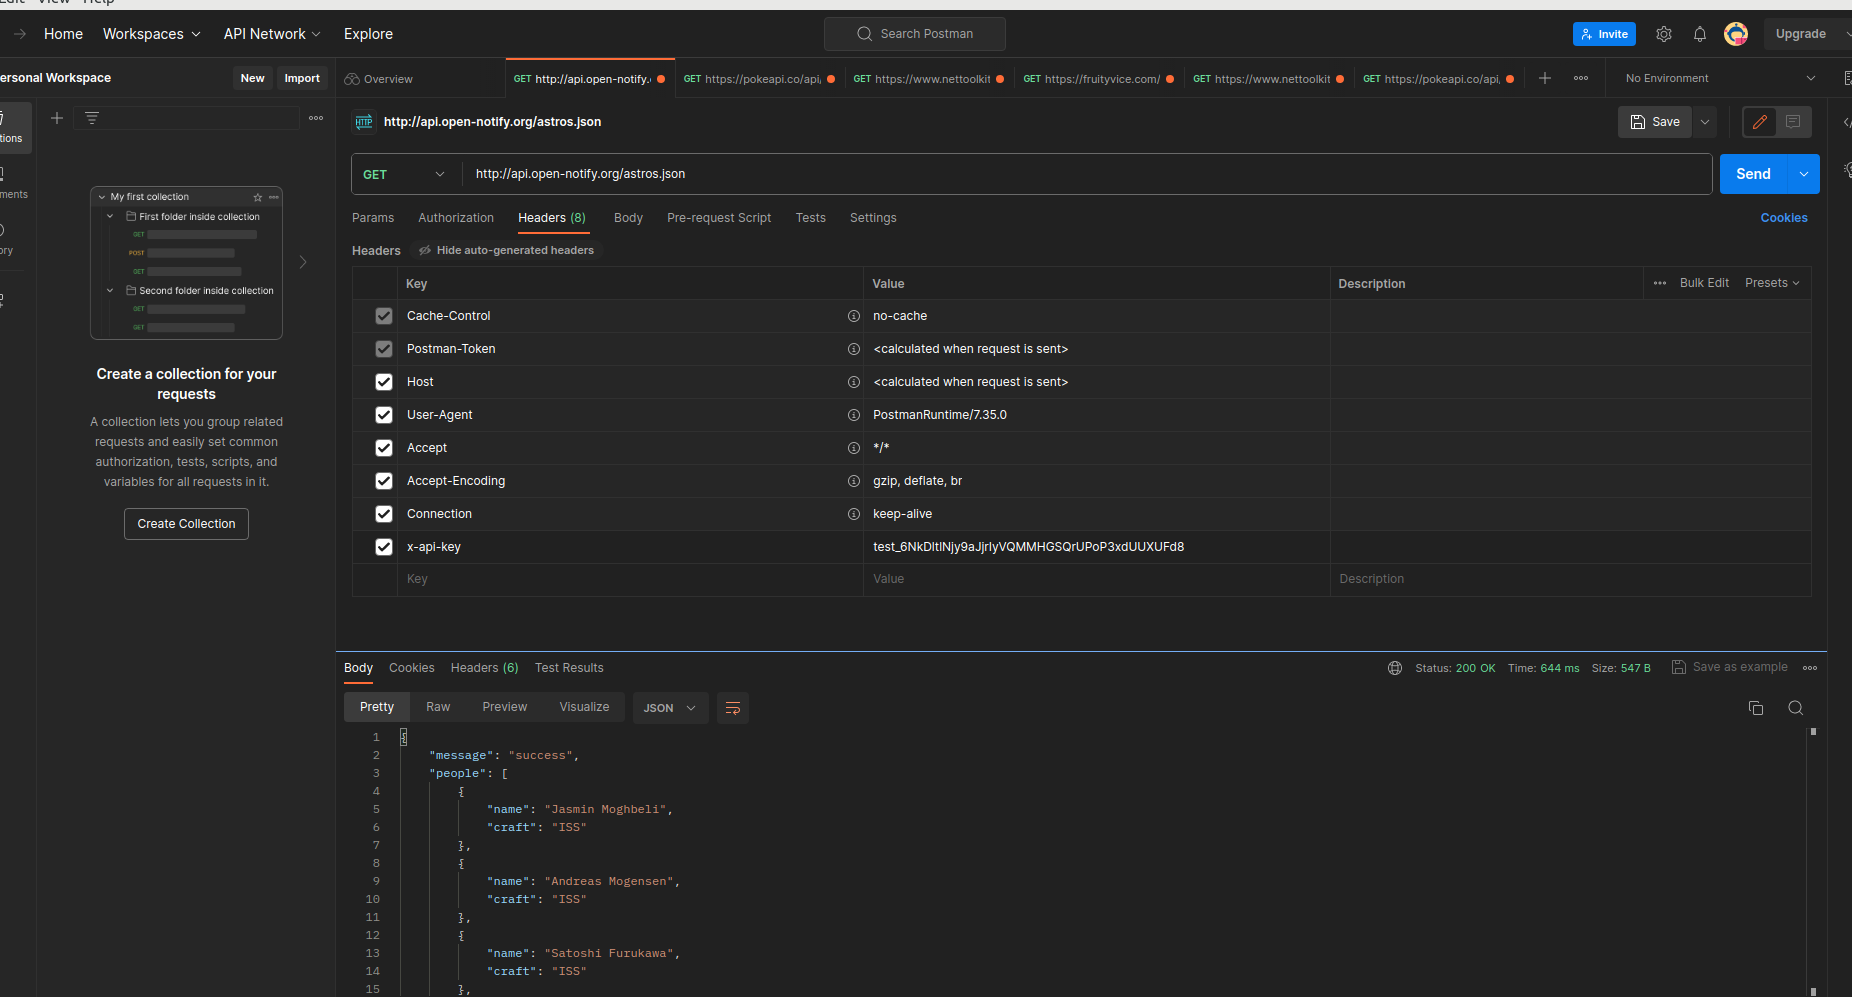 Edit View Help
Home Workspaces API Network Explore Search Postman Invite Upgrade
ersonal Workspace New Import Overview GET http://api.open-notify. GET https://pokeapi.co/api, GET https://www.nettoolkit GET https://fruityvice.com/ GET https://www.nettoolkit GET https://pokeapi.co/api, No Environment
HTTP http://api.open-notify.org/astros.json Save
tions
GET http://api.open-notify.org/astros.json Send
ments
Params Authorization Headers (8) Body Pre-request Script Tests Settings Cookies
ory
Headers Hide auto-generated headers
Key Value Description Bulk Edit Presets
Cache-Control no-cache
Postman-Token <calculated when request is sent>
Host <calculated when request is sent>
User-Agent PostmanRuntime/7.35.0
Accept */*
Accept-Encoding gzip, deflate, br
Connection keep-alive
x-api-key
Key Value Description
My first collection
First folder inside collection
GET
POST
GET
Second folder inside collection
GET
GET
Create a collection for your
requests
A collection lets you group related
requests and easily set common
authorization, tests, scripts, and
variables for all requests in it.
Create Collection
Body Cookies Headers (6) Test Results Status: 200 OK Time: 644 ms Size: 547 B Save as example
Pretty Raw Preview Visualize JSON
1 {
2 "message": "success",
3 "people": [
4 {
5 "name": "Jasmin Moghbeli",
6 "craft": "ISS"
7 },
8 {
9 "name": "Andreas Mogensen",
10 "craft": "ISS"
11 },
12 {
13 "name": "Satoshi Furukawa",
14 "craft": "ISS"
15 },